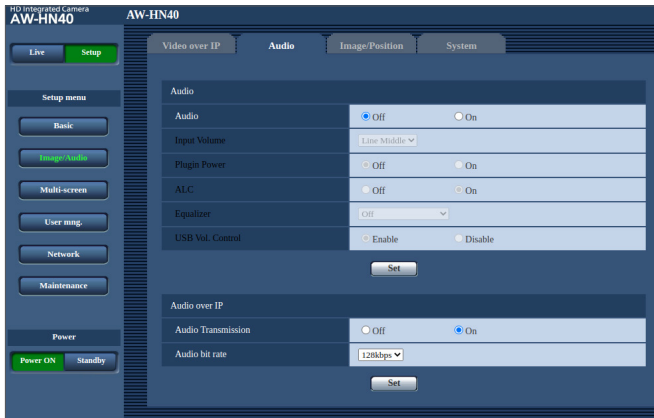 HD Integrated Camera
AW-HN40
AW-HN40
Live Setup
Video over IP Audio Image/Position System
Setup menu
Basic
Image/Audio
Multi-screen
User mng.
Network
Maintenance
Power
Power ON Standby
Audio
Audio Off On
Input Volume Line Middle
Plugin Power Off On
ALC Off On
Equalizer Off
USB Vol. Control Enable Disable
Set
Audio over IP
Audio Transmission Off On
Audio bit rate 128kbps
Set